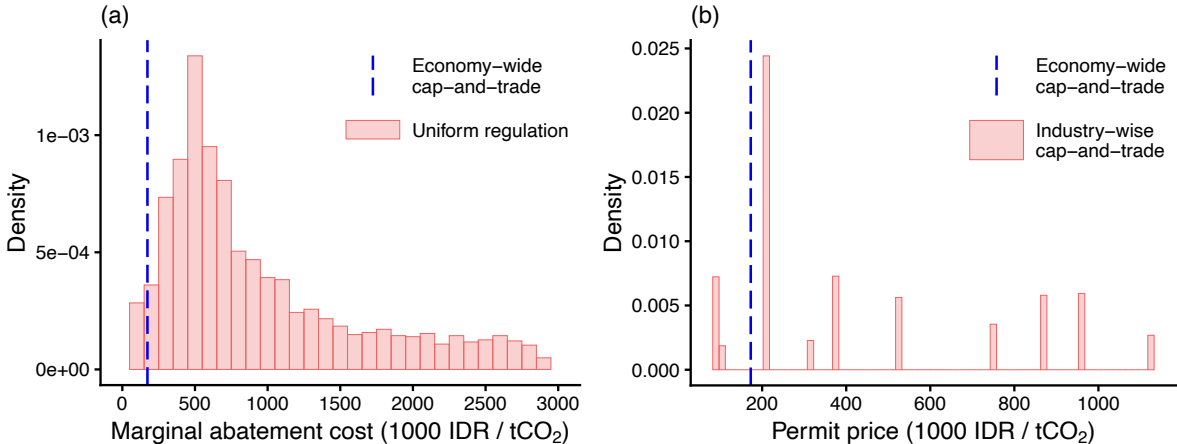 (a)
Economy−wide
cap−and−trade
Uniform regulation
Density
1e−03
5e−04
0e+00
0 500 1000 1500 2000 2500 3000
Marginal abatement cost (1000 IDR / tCO₂)
(b)
Economy−wide
cap−and−trade
Industry−wise
cap−and−trade
Density
0.025
0.020
0.015
0.010
0.005
0.000
200 400 600 800 1000
Permit price (1000 IDR / tCO₂)